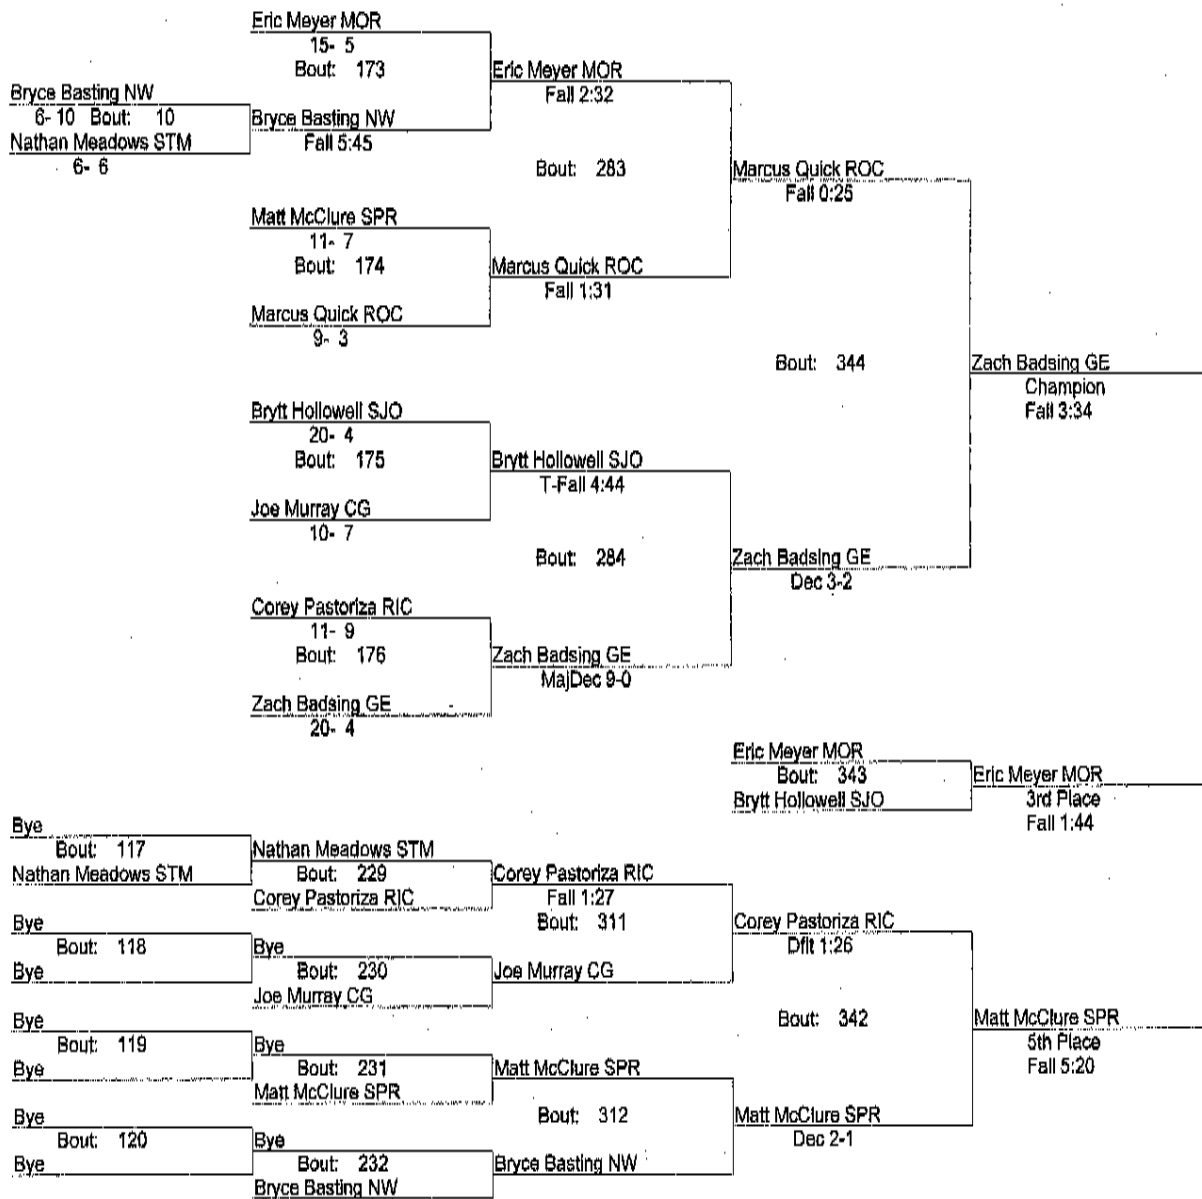 Eric Meyer MOR
15- 5
Bout: 173
Eric Meyer MOR
Fall 2:32
Bryce Basting NW
6- 10 Bout: 10
Bryce Basting NW
Fall 5:45
Nathan Meadows STM
6- 6
Bout: 283
Marcus Quick ROC
Fall 0:25
Matt McClure SPR
11- 7
Bout: 174
Marcus Quick ROC
Fall 1:31
Marcus Quick ROC
9- 3
Bout: 344
Zach Badsing GE
Champion
Fall 3:34
Brytt Hollowell SJO
20- 4
Bout: 175
Brytt Hollowell SJO
T-Fall 4:44
Joe Murray CG
10- 7
Bout: 284
Zach Badsing GE
Dec 3-2
Corey Pastoriza RIC
11- 9
Bout: 176
Zach Badsing GE
MajDec 9-0
Zach Badsing GE
20- 4
Eric Meyer MOR
Bout: 343
Brytt Hollowell SJO
Eric Meyer MOR
3rd Place
Fall 1:44
Bye
Bout: 117
Nathan Meadows STM
Nathan Meadows STM
Bout: 229
Corey Pastoriza RIC
Corey Pastoriza RIC
Fall 1:27
Bout: 311
Corey Pastoriza RIC
Dflt 1:26
Bye
Bout: 118
Bye
Bye
Bout: 230
Joe Murray CG
Joe Murray CG
Bout: 342
Matt McClure SPR
5th Place
Fall 5:20
Bye
Bout: 119
Bye
Bye
Bout: 231
Matt McClure SPR
Matt McClure SPR
Bout: 312
Matt McClure SPR
Dec 2-1
Bye
Bout: 120
Bye
Bye
Bout: 232
Bryce Basting NW
Bryce Basting NW